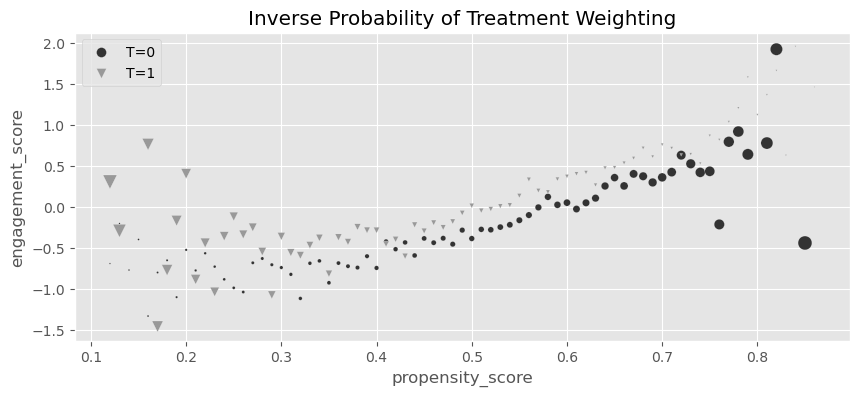 Inverse Probability of Treatment Weighting
T=0
T=1
engagement_score
2.0
1.5
1.0
0.5
0.0
−0.5
−1.0
−1.5
0.1 0.2 0.3 0.4 0.5 0.6 0.7 0.8
propensity_score